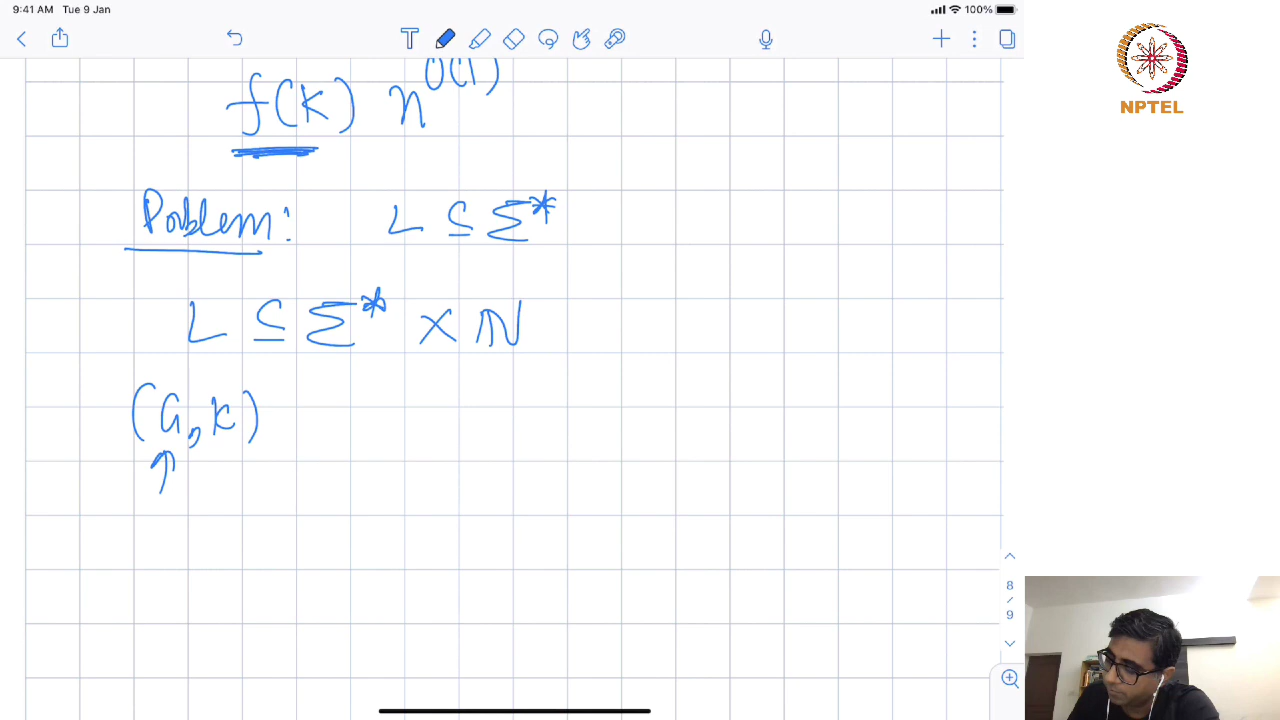 9:41 AM Tue 9 Jan
100%
NPTEL
f(k) n^{O(1)}
Problem: L ⊆ Σ*
L ⊆ Σ* × ℕ
(G, k)
↑
8
/
9